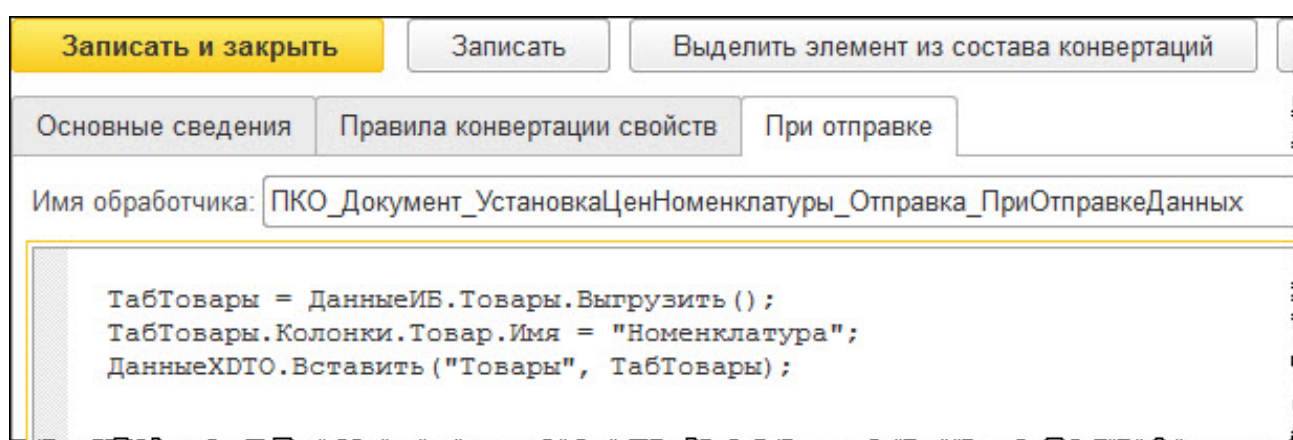 Записать и закрыть
Записать
Выделить элемент из состава конвертаций
Основные сведения
Правила конвертации свойств
При отправке
Имя обработчика: ПКО_Документ_УстановкаЦенНоменклатуры_Отправка_ПриОтправкеДанных
ТабТовары = ДанныеИБ.Товары.Выгрузить();
ТабТовары.Колонки.Товар.Имя = "Номенклатура";
ДанныеXDTO.Вставить("Товары", ТабТовары);